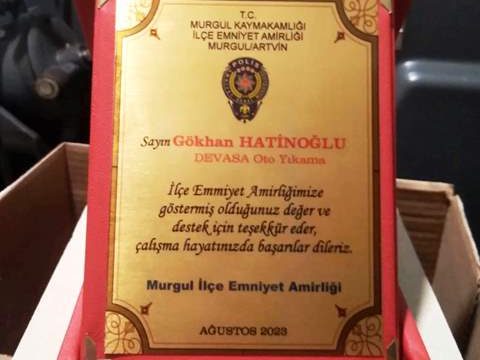 T.C.
MURGUL KAYMAKAMLIĞI
İLÇE EMNİYET AMİRLİĞİ
MURGUL/ARTVİN
POLİS
Sayın Gökhan HATİNOĞLU
DEVASA Oto Yıkama
İlçe Emniyet Amirliğimize
göstermiş olduğunuz değer ve
destek için teşekkür eder,
çalışma hayatınızda başarılar dileriz.
Murgul İlçe Emniyet Amirliği
AĞUSTOS 2023